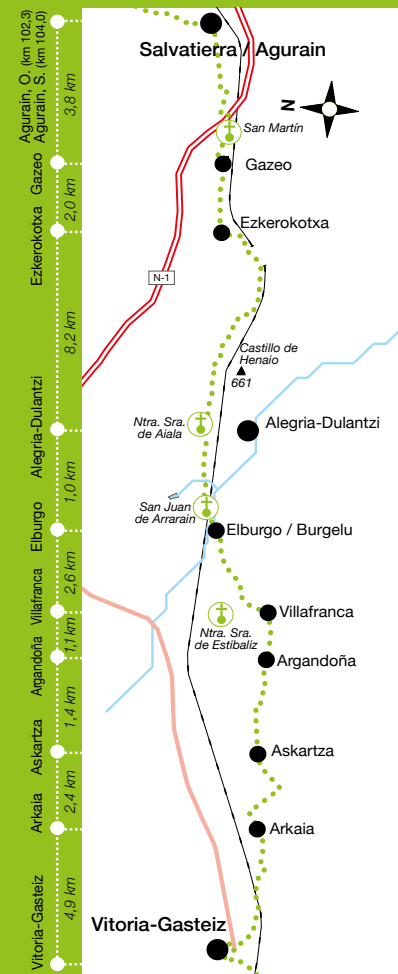 Agurain, O. (km 102,3)
Agurain, S. (km 104,0)
3,8 km
Gazeo
2,0 km
Ezkerokotxa
8,2 km
Alegria-Dulantzi
1,0 km
Elburgo
2,6 km
Villafranca
1,1km
Argandoña
1,4 km
Askartza
2,4 km
Arkaia
4,9 km
Vitoria-Gasteiz
Salvatierra / Agurain
N
San Martín
Gazeo
Ezkerokotxa
N-1
Castillo de
Henaio
661
Ntra. Sra.
de Aiala
Alegria-Dulantzi
San Juan
de Arrarain
Elburgo / Burgelu
Villafranca
Ntra. Sra.
de Estibaliz
Argandoña
Askartza
Arkaia
Vitoria-Gasteiz